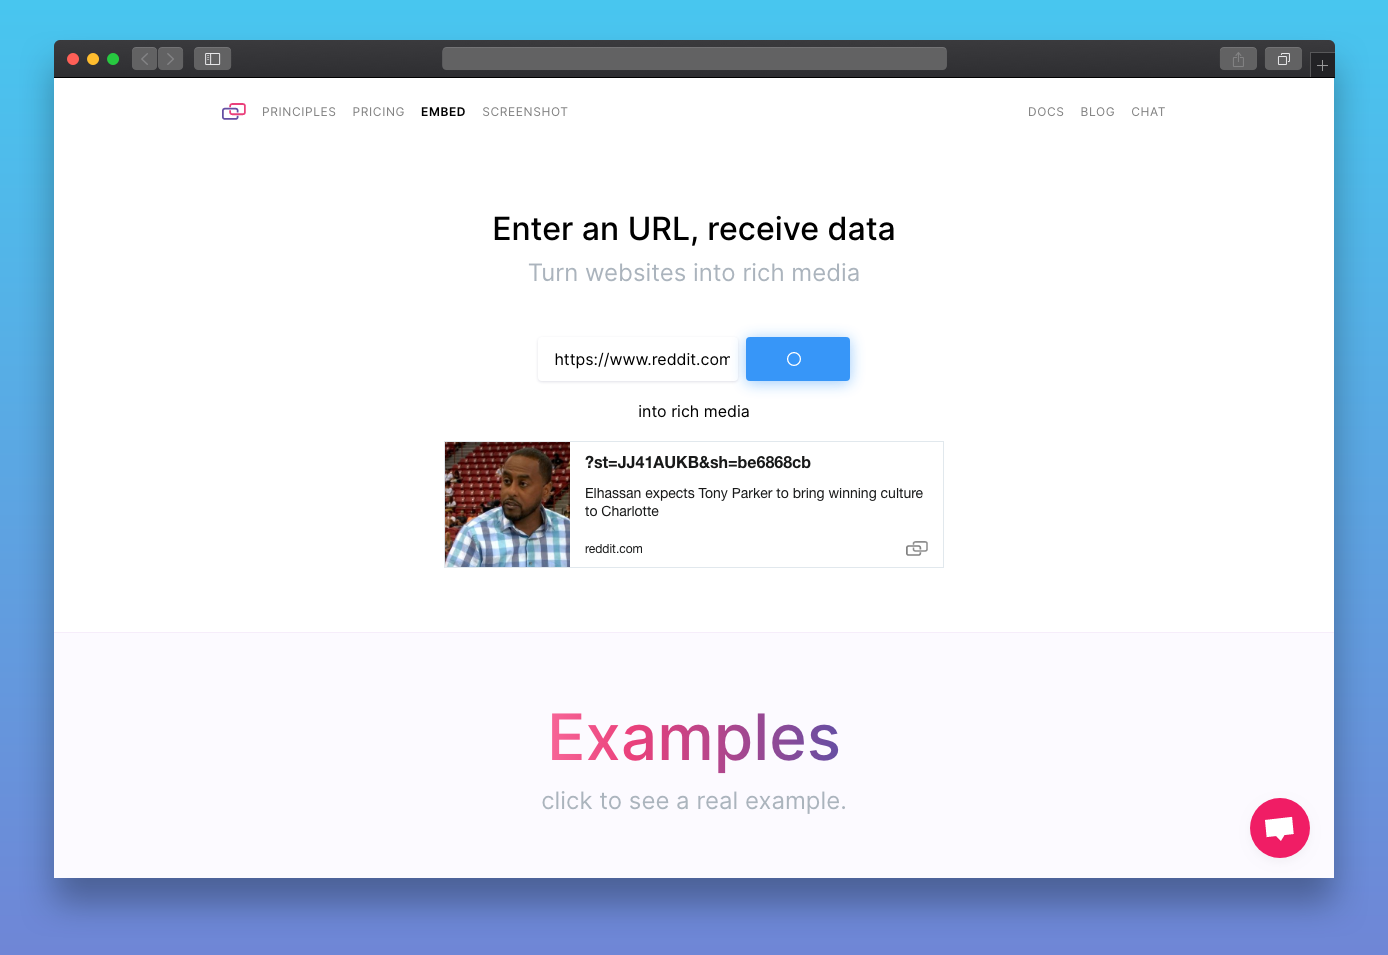 PRINCIPLES PRICING EMBED SCREENSHOT DOCS BLOG CHAT
Enter an URL, receive data
Turn websites into rich media
https://www.reddit.com
into rich media
?st=JJ41AUKB&sh=be6868cb
Elhassan expects Tony Parker to bring winning culture
to Charlotte
reddit.com
Examples
click to see a real example.